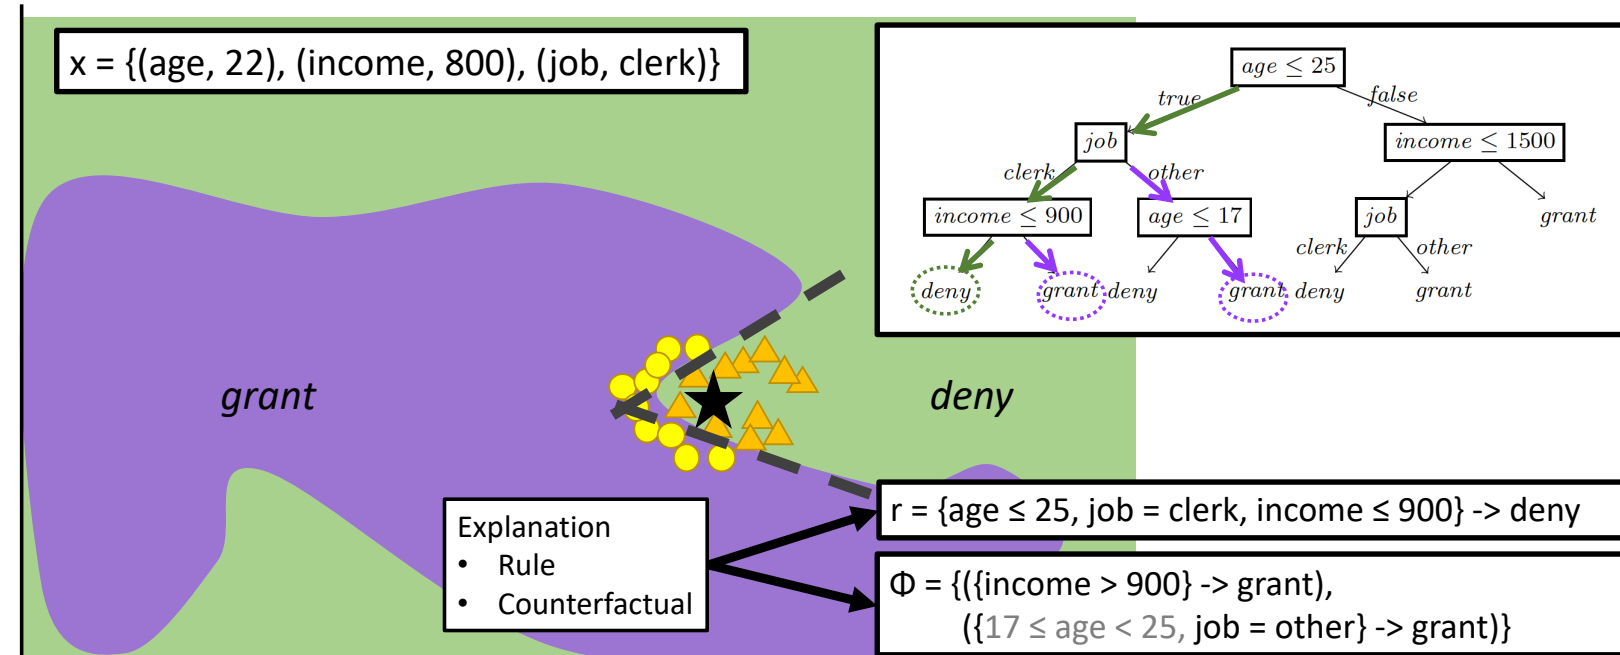 x = {(age, 22), (income, 800), (job, clerk)}
age ≤ 25
true
false
job
income ≤ 1500
clerk
other
income ≤ 900
age ≤ 17
job
grant
clerk
other
deny
grant
deny
grant
deny
grant
grant
deny
Explanation
• Rule
• Counterfactual
r = {age ≤ 25, job = clerk, income ≤ 900} -> deny
Φ = {({income > 900} -> grant),
({17 ≤ age < 25, job = other} -> grant)}